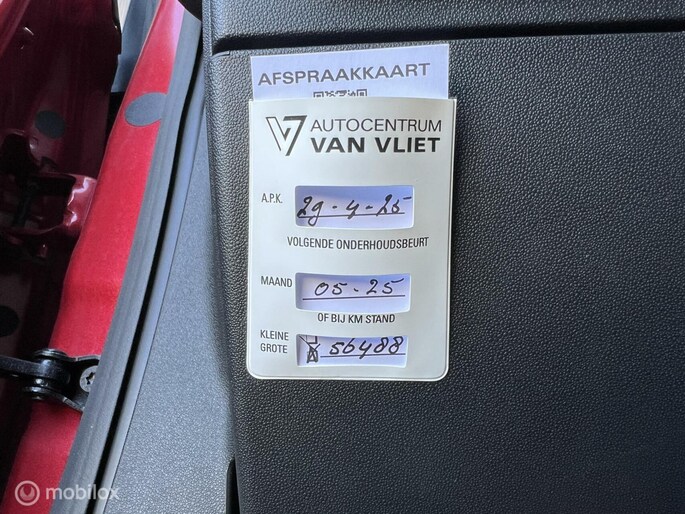 AFSPRAAKKAART
AUTOCENTRUM
VAN VLIET
A.P.K. 29-4-25
VOLGENDE ONDERHOUDSBEURT
MAAND 05-25
OF BIJ KM STAND
KLEINE
GROTE 56488
mobilox